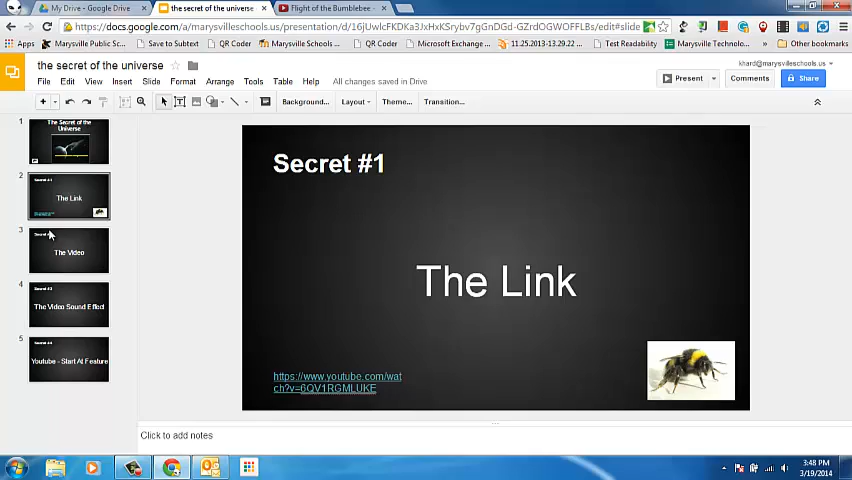 My Drive - Google Drive
the secret of the universe
Flight of the Bumblebee -
https://docs.google.com/a/marysvilleschools.us/presentation/d/16jUwlcFKDKa3JxHxKSrybv7gGnDGd-GZrdOGWOFFLBs/edit#slide
Apps
Marysville Public Sc...
Save to Subtext
QR Coder
Marysville Schools ...
QR Coder
Microsoft Exchange ...
11.25.2013-13.29.22 ...
Test Readability
Marysville Technolo...
Other bookmarks
the secret of the universe
khard@marysvilleschools.us
File Edit View Insert Slide Format Arrange Tools Table Help All changes saved in Drive
Present
Comments
Share
Background...
Layout
Theme...
Transition...
1
The Secret of the
Universe
2
Secret #1
The Link
3
The Video
4
The Video Sound Effect
5
Youtube - Start At Feature
Secret #1
The Link
https://www.youtube.com/wat
ch?v=6QV1RGMLUKE
Click to add notes
3:48 PM
3/19/2014